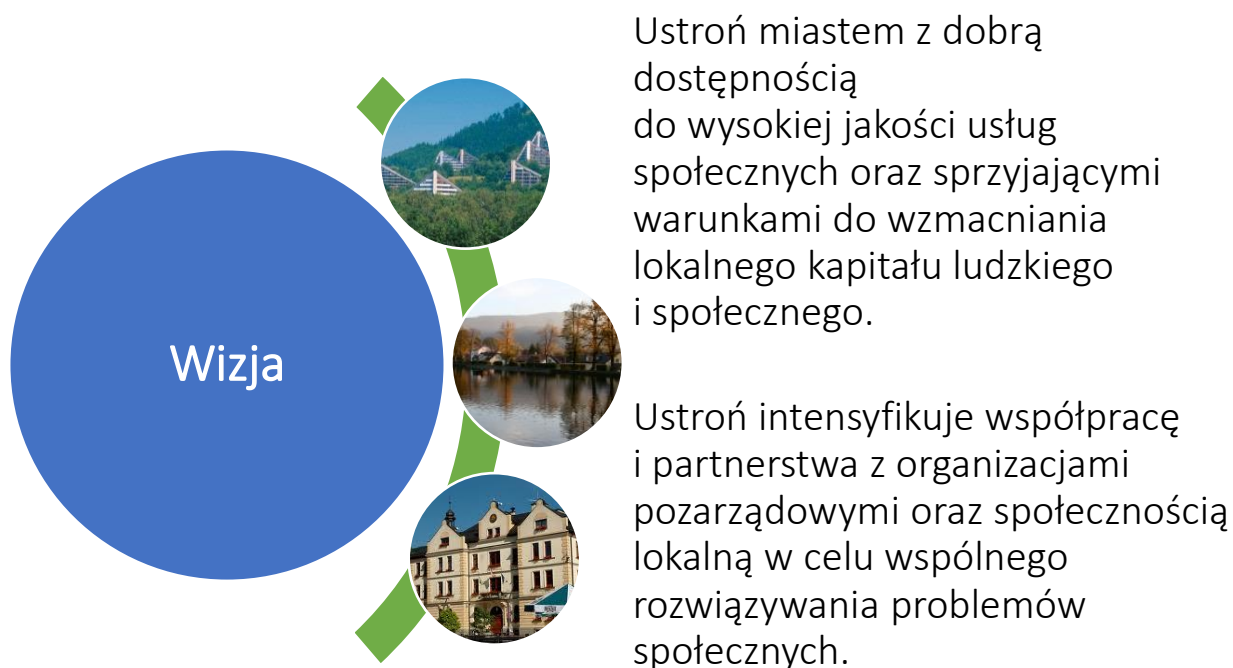 Wizja
Ustroń miastem z dobrą
dostępnością
do wysokiej jakości usług
społecznych oraz sprzyjającymi
warunkami do wzmacniania
lokalnego kapitału ludzkiego
i społecznego.
Ustroń intensyfikuje współpracę
i partnerstwa z organizacjami
pozarządowymi oraz społecznością
lokalną w celu wspólnego
rozwiązywania problemów
społecznych.